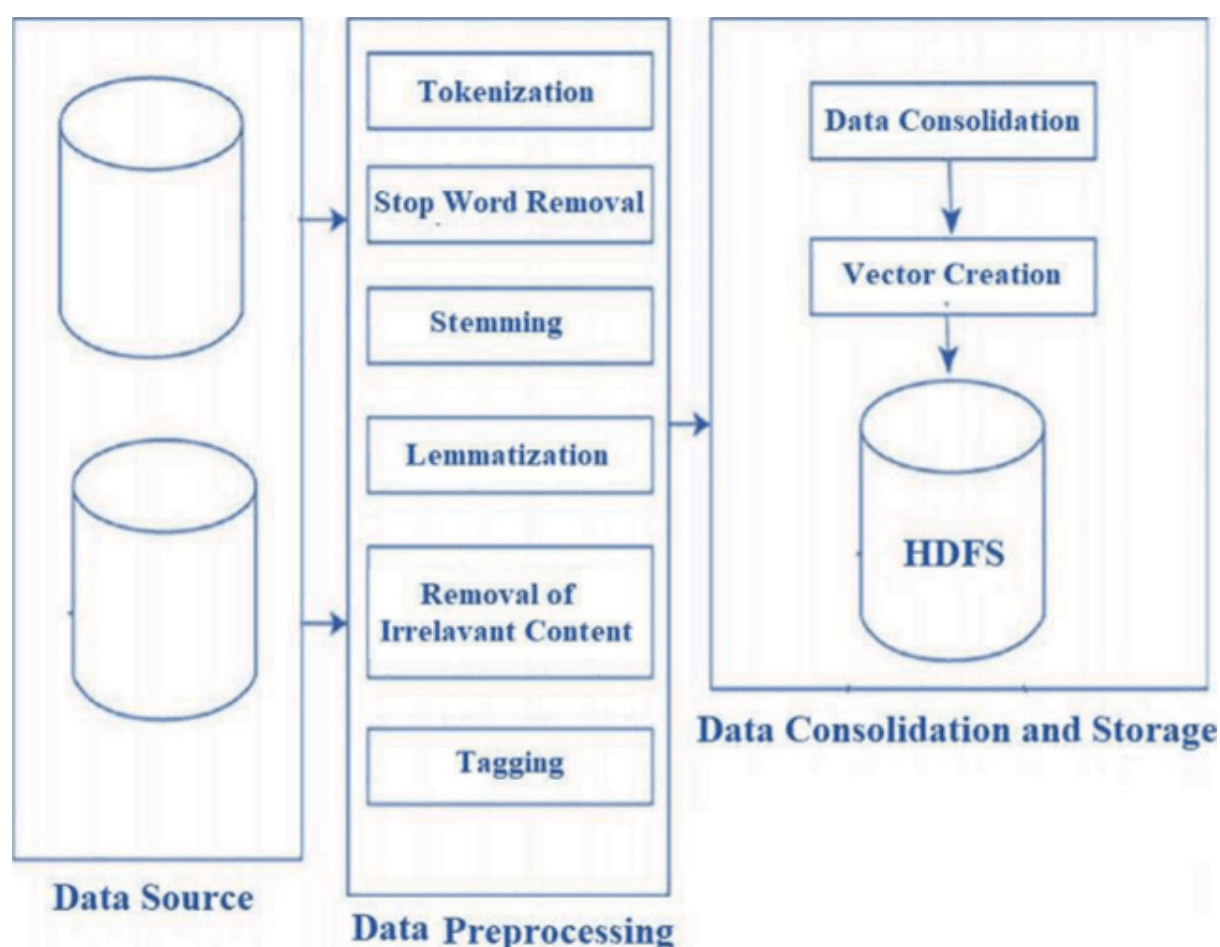 Tokenization
Stop Word Removal
Stemming
Lemmatization
Removal of
Irrelavant Content
Tagging
Data Consolidation
Vector Creation
HDFS
Data Source
Data Preprocessing
Data Consolidation and Storage